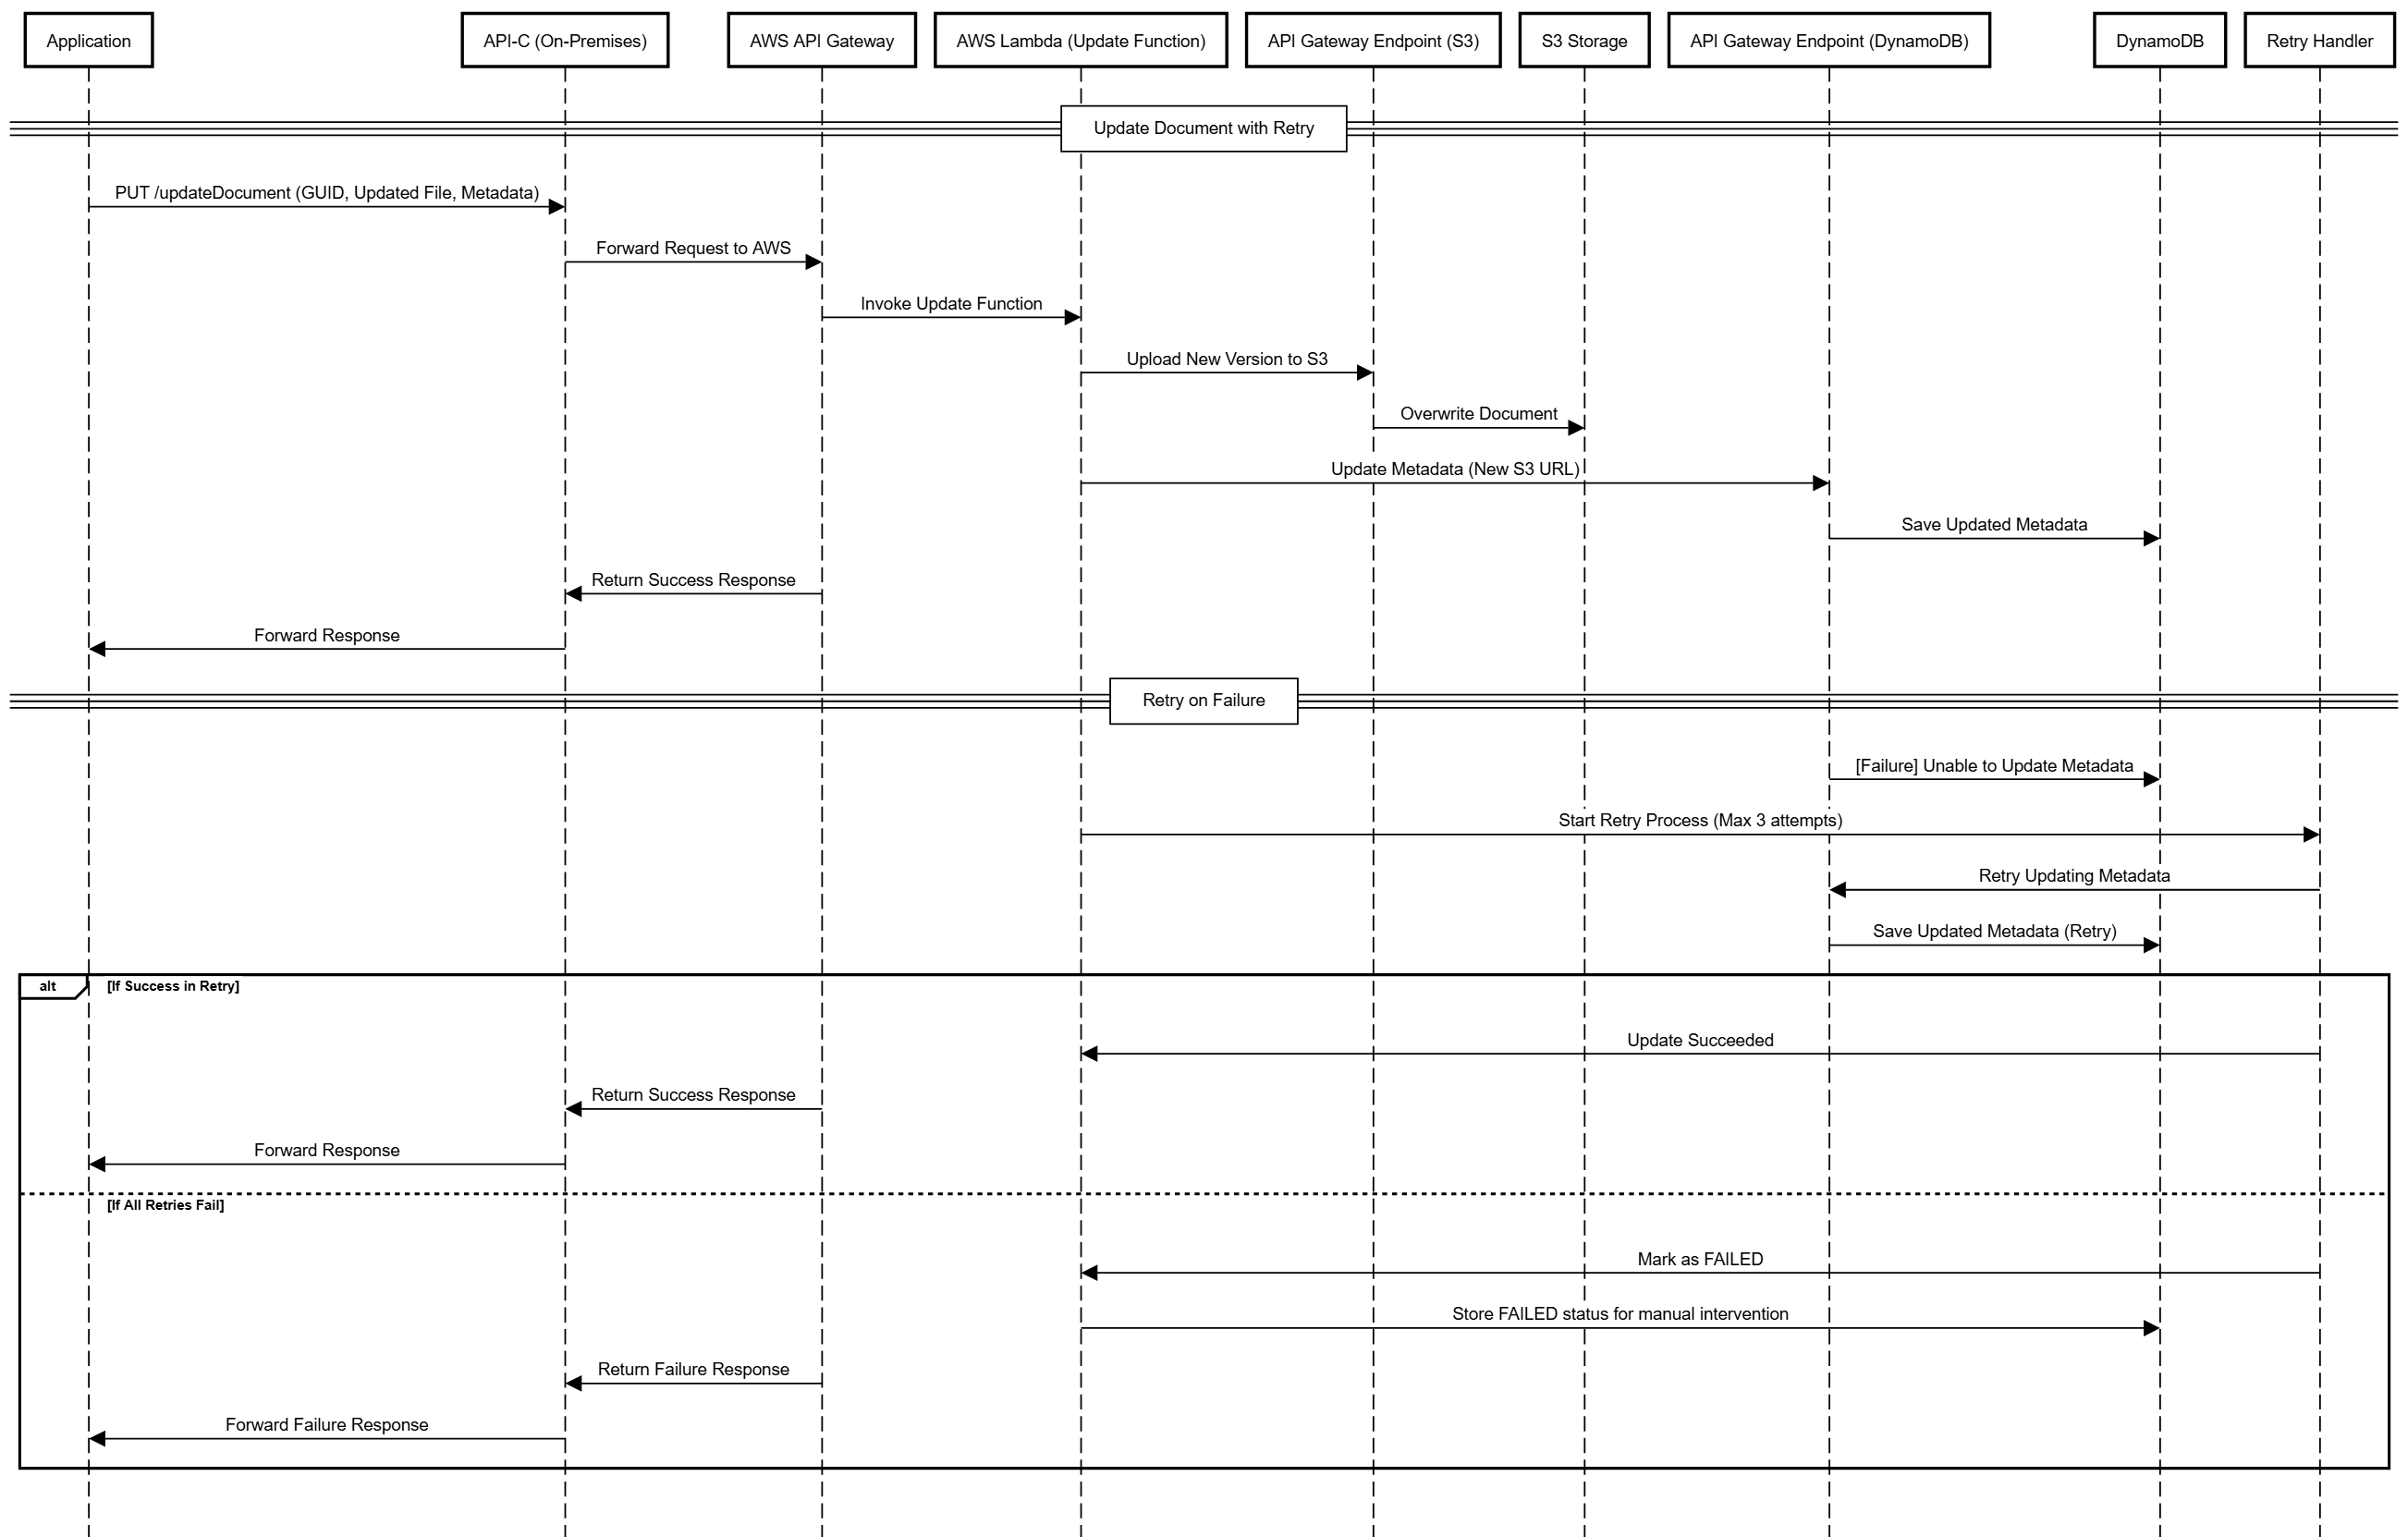 Application
API-C (On-Premises)
AWS API Gateway
AWS Lambda (Update Function)
API Gateway Endpoint (S3)
S3 Storage
API Gateway Endpoint (DynamoDB)
DynamoDB
Retry Handler
Update Document with Retry
PUT /updateDocument (GUID, Updated File, Metadata)
Forward Request to AWS
Invoke Update Function
Upload New Version to S3
Overwrite Document
Update Metadata (New S3 URL)
Save Updated Metadata
Return Success Response
Forward Response
Retry on Failure
[Failure] Unable to Update Metadata
Start Retry Process (Max 3 attempts)
Retry Updating Metadata
Save Updated Metadata (Retry)
alt
[If Success in Retry]
Update Succeeded
Return Success Response
Forward Response
[If All Retries Fail]
Mark as FAILED
Store FAILED status for manual intervention
Return Failure Response
Forward Failure Response